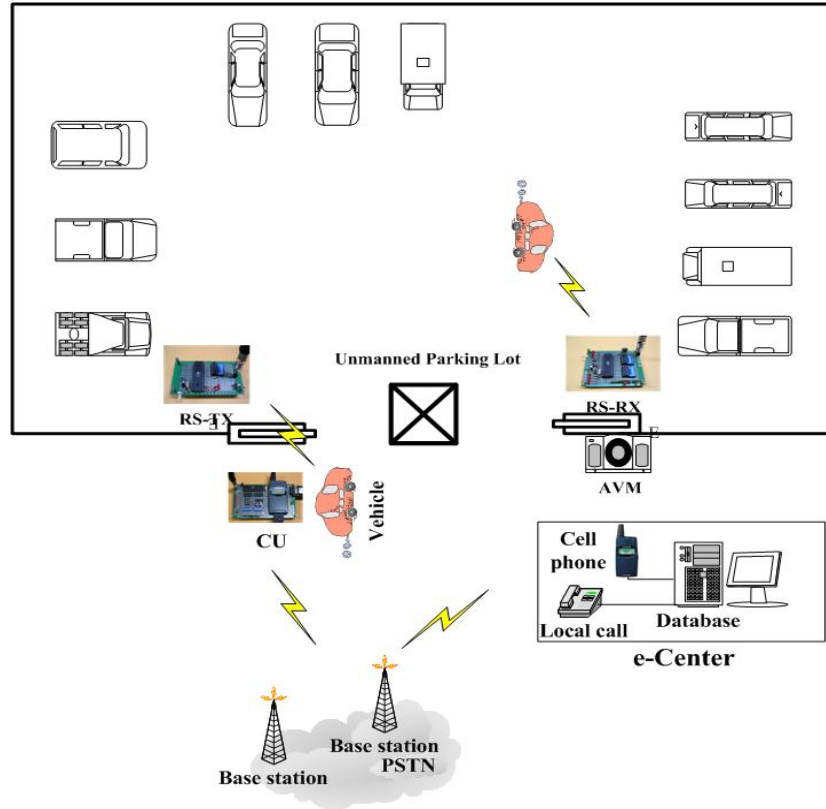 Unmanned Parking Lot
RS-TX
E
RS-RX
E
AVM
CU
Vehicle
Cell
phone
Local call
Database
e-Center
Base station
PSTN
Base station